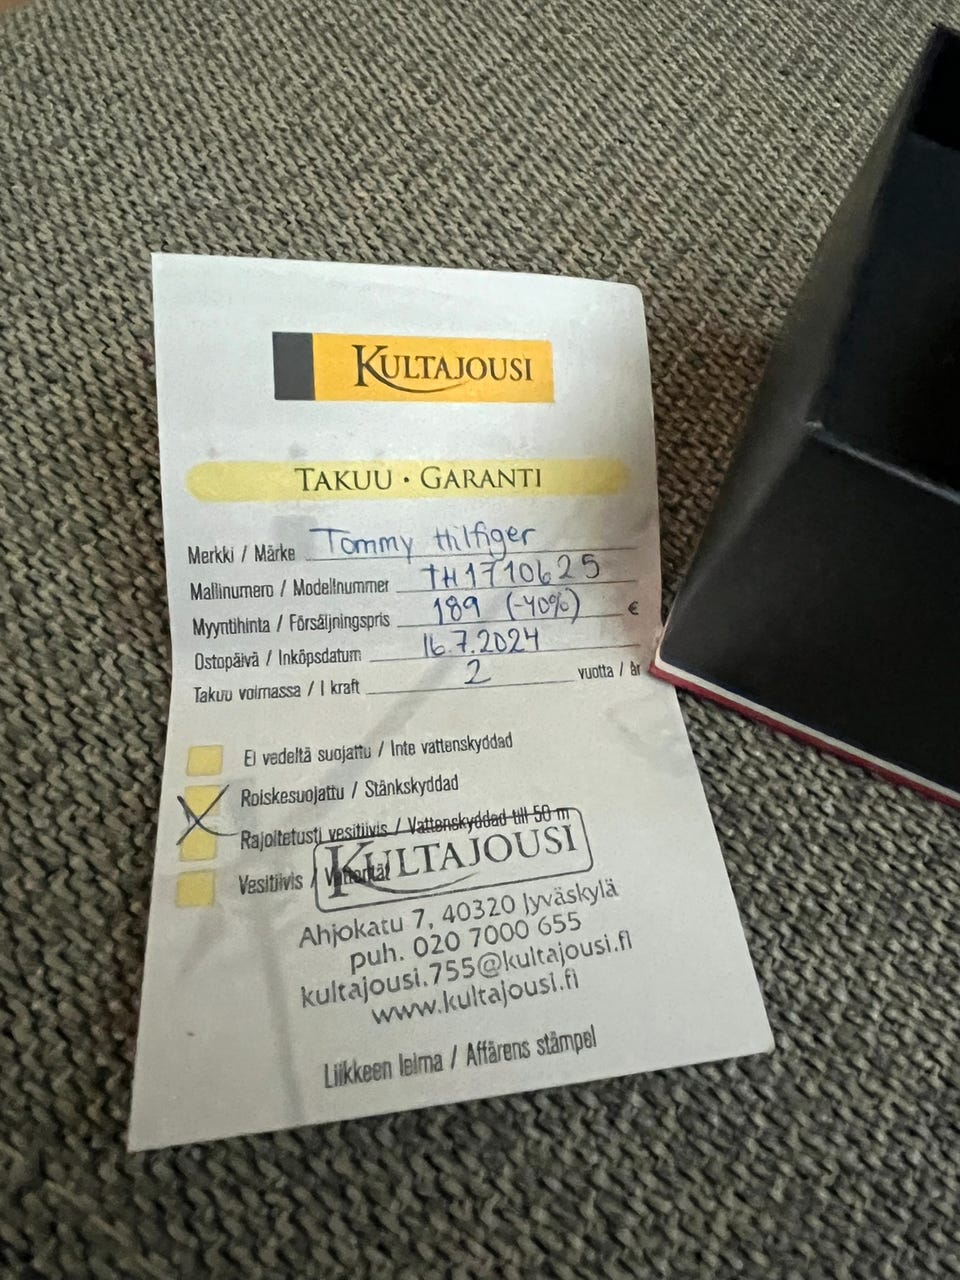 KULTAJOUSI
TAKUU · GARANTI
Merkki / Märke Tommy Hilfiger
Mallinumero / Modellnummer TH1710625
Myyntihinta / Försäljningspris 189 (-40%) €
Ostopäivä / Inköpsdatum 16.7.2024
Takuu voimassa / I kraft 2 vuotta / år
Ei vedeltä suojattu / Inte vattenskyddad
Roiskesuojattu / Stänkskyddad
Rajoitetusti vesitiivis / Vattenskyddad till 50 m
Vesitiivis / Vattentät
KULTAJOUSI
Ahjokatu 7, 40320 Jyväskylä
puh. 020 7000 655
kultajousi.755@kultajousi.fi
www.kultajousi.fi
Liikkeen leima / Affärens stämpel